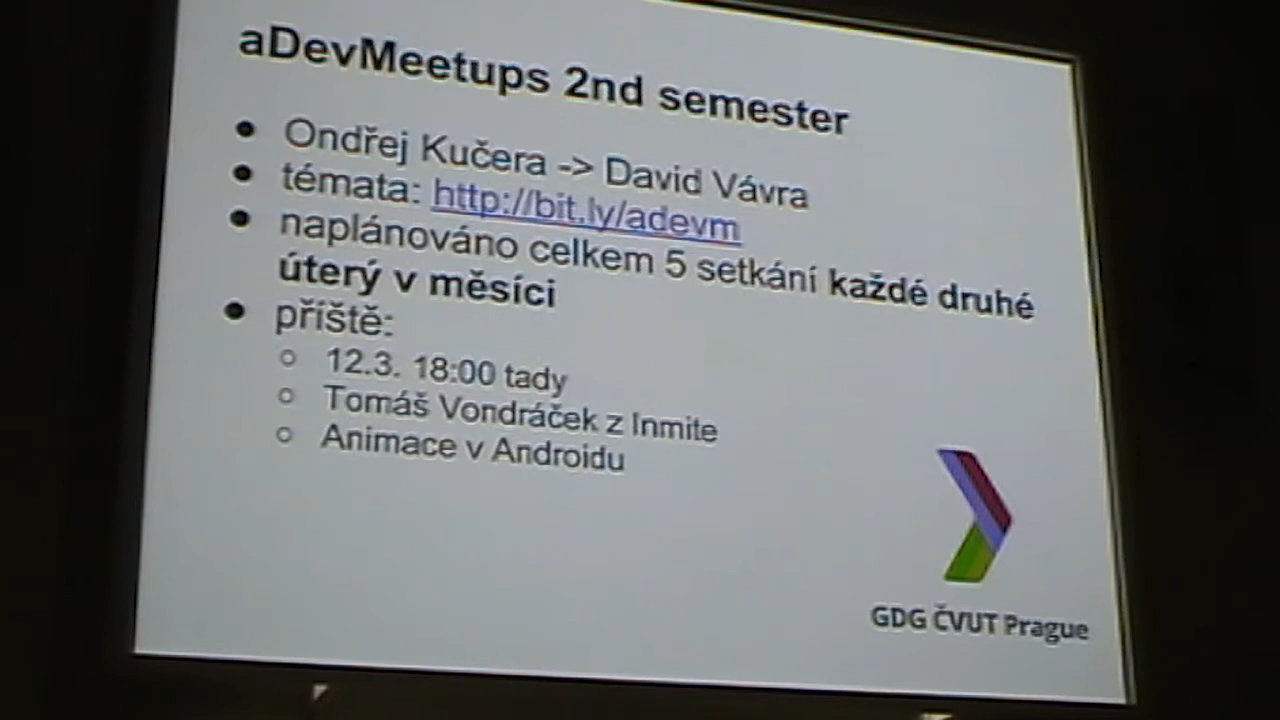 aDevMeetups 2nd semester
● Ondřej Kučera -> David Vávra
● témata: http://bit.ly/adevm
● naplánováno celkem 5 setkání každé druhé
úterý v měsíci
● příště:
○ 12.3. 18:00 tady
○ Tomáš Vondráček z Inmite
○ Animace v Androidu
GDG ČVUT Prague